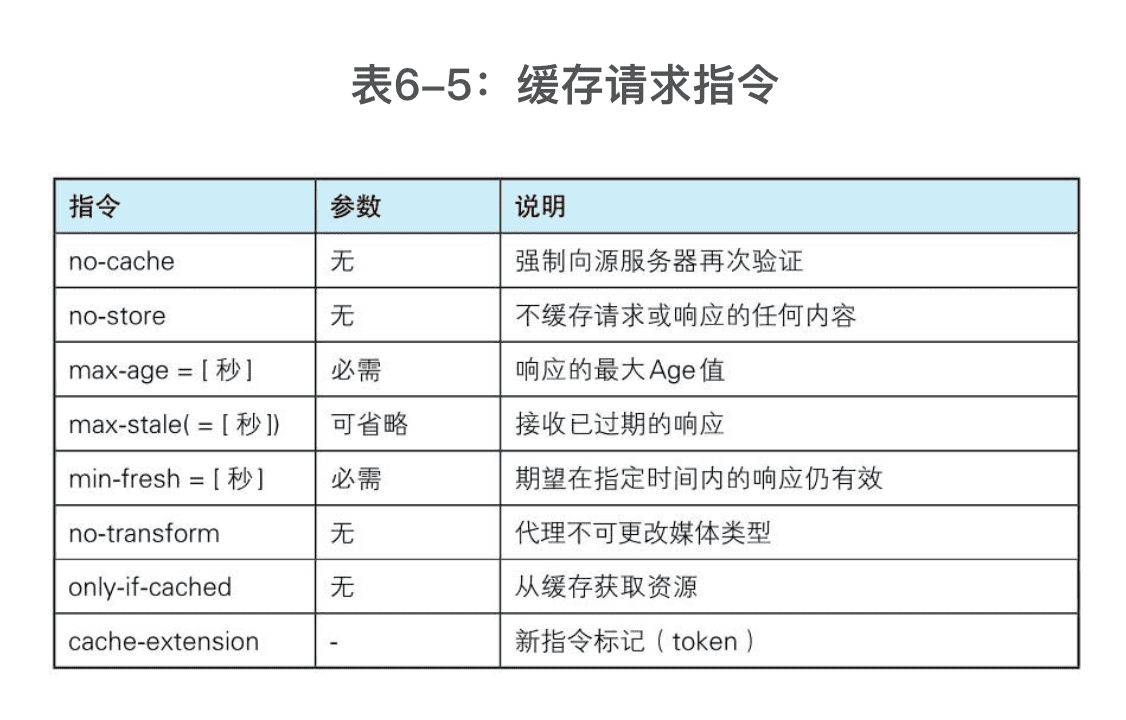 表6–5：缓存请求指令
指令 参数 说明
no-cache 无 强制向源服务器再次验证
no-store 无 不缓存请求或响应的任何内容
max-age = [ 秒 ] 必需 响应的最大Age值
max-stale( = [ 秒 ]) 可省略 接收已过期的响应
min-fresh = [ 秒 ] 必需 期望在指定时间内的响应仍有效
no-transform 无 代理不可更改媒体类型
only-if-cached 无 从缓存获取资源
cache-extension - 新指令标记（token）